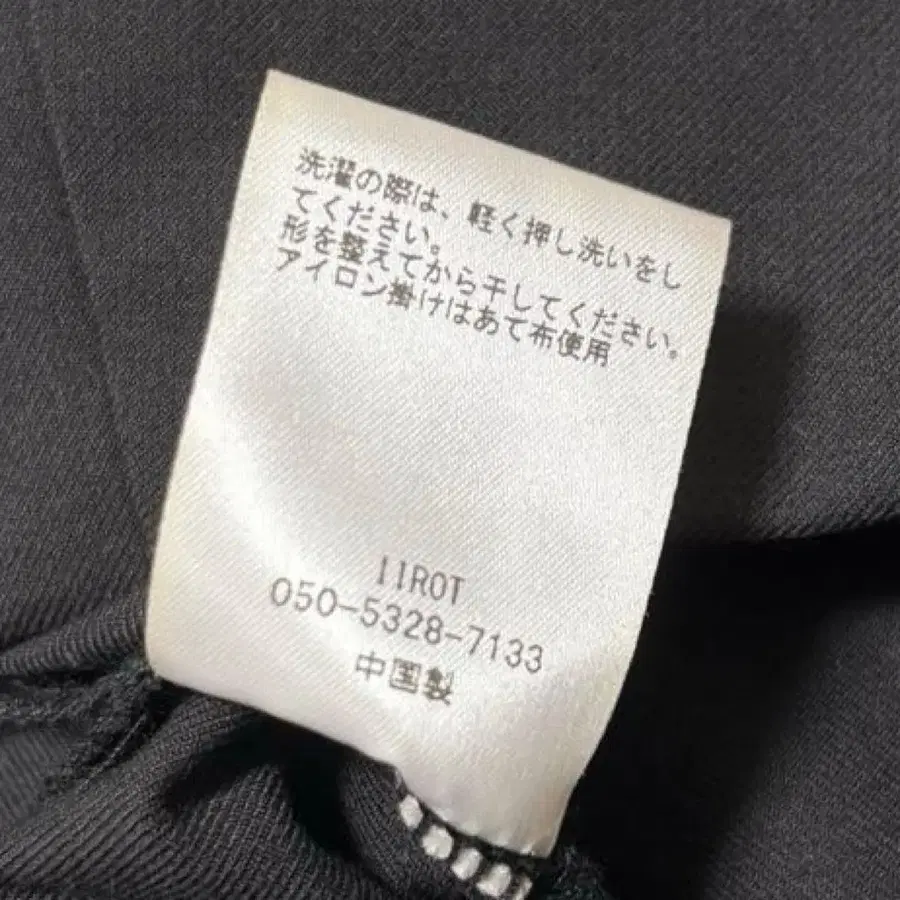 洗濯の際は、軽く押し洗いをし
てください。
形を整えてから干してください。
アイロン掛けはあて布使用
IIROT
050-5328-7133
中国製